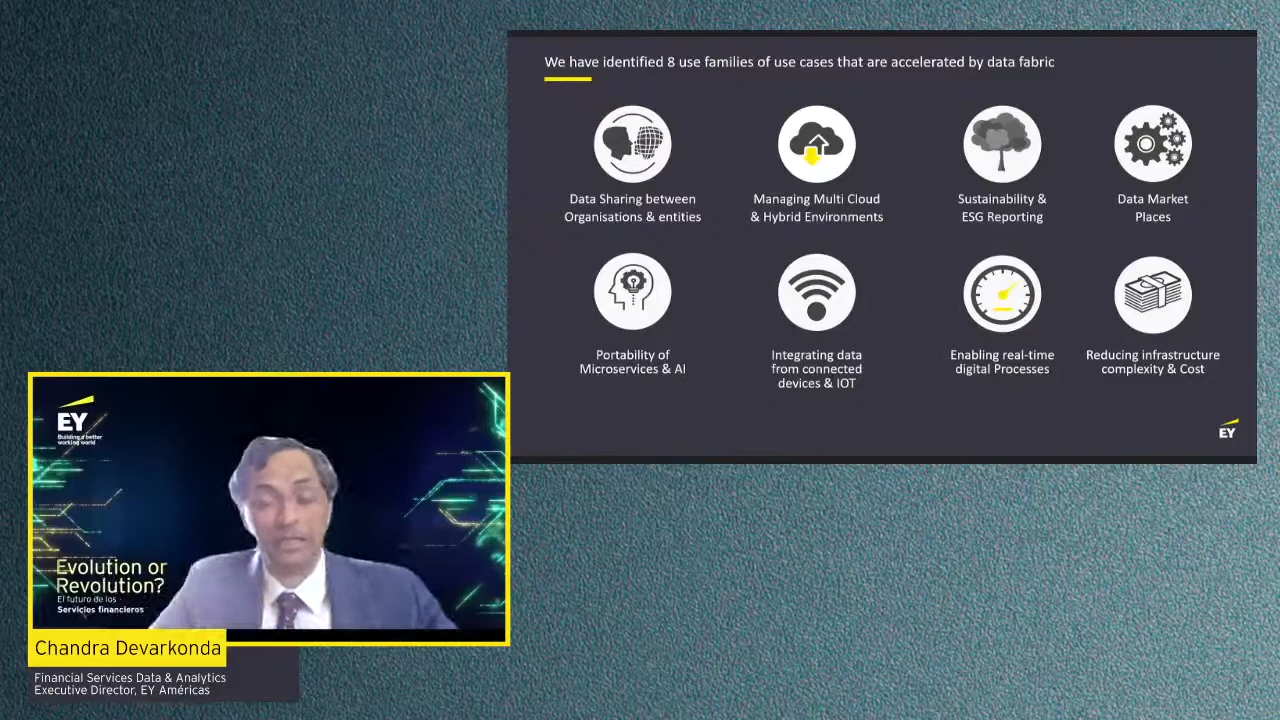 We have identified 8 use families of use cases that are accelerated by data fabric
Data Sharing between
Organisations & entities
Managing Multi Cloud
& Hybrid Environments
Sustainability &
ESG Reporting
Data Market
Places
Portability of
Microservices & AI
Integrating data
from connected
devices & IOT
Enabling real-time
digital Processes
Reducing infrastructure
complexity & Cost
EY
EY
Building a better
working world
Evolution or
Revolution?
El futuro de los
Servicios financieros
Chandra Devarkonda
Financial Services Data & Analytics
Executive Director, EY Américas